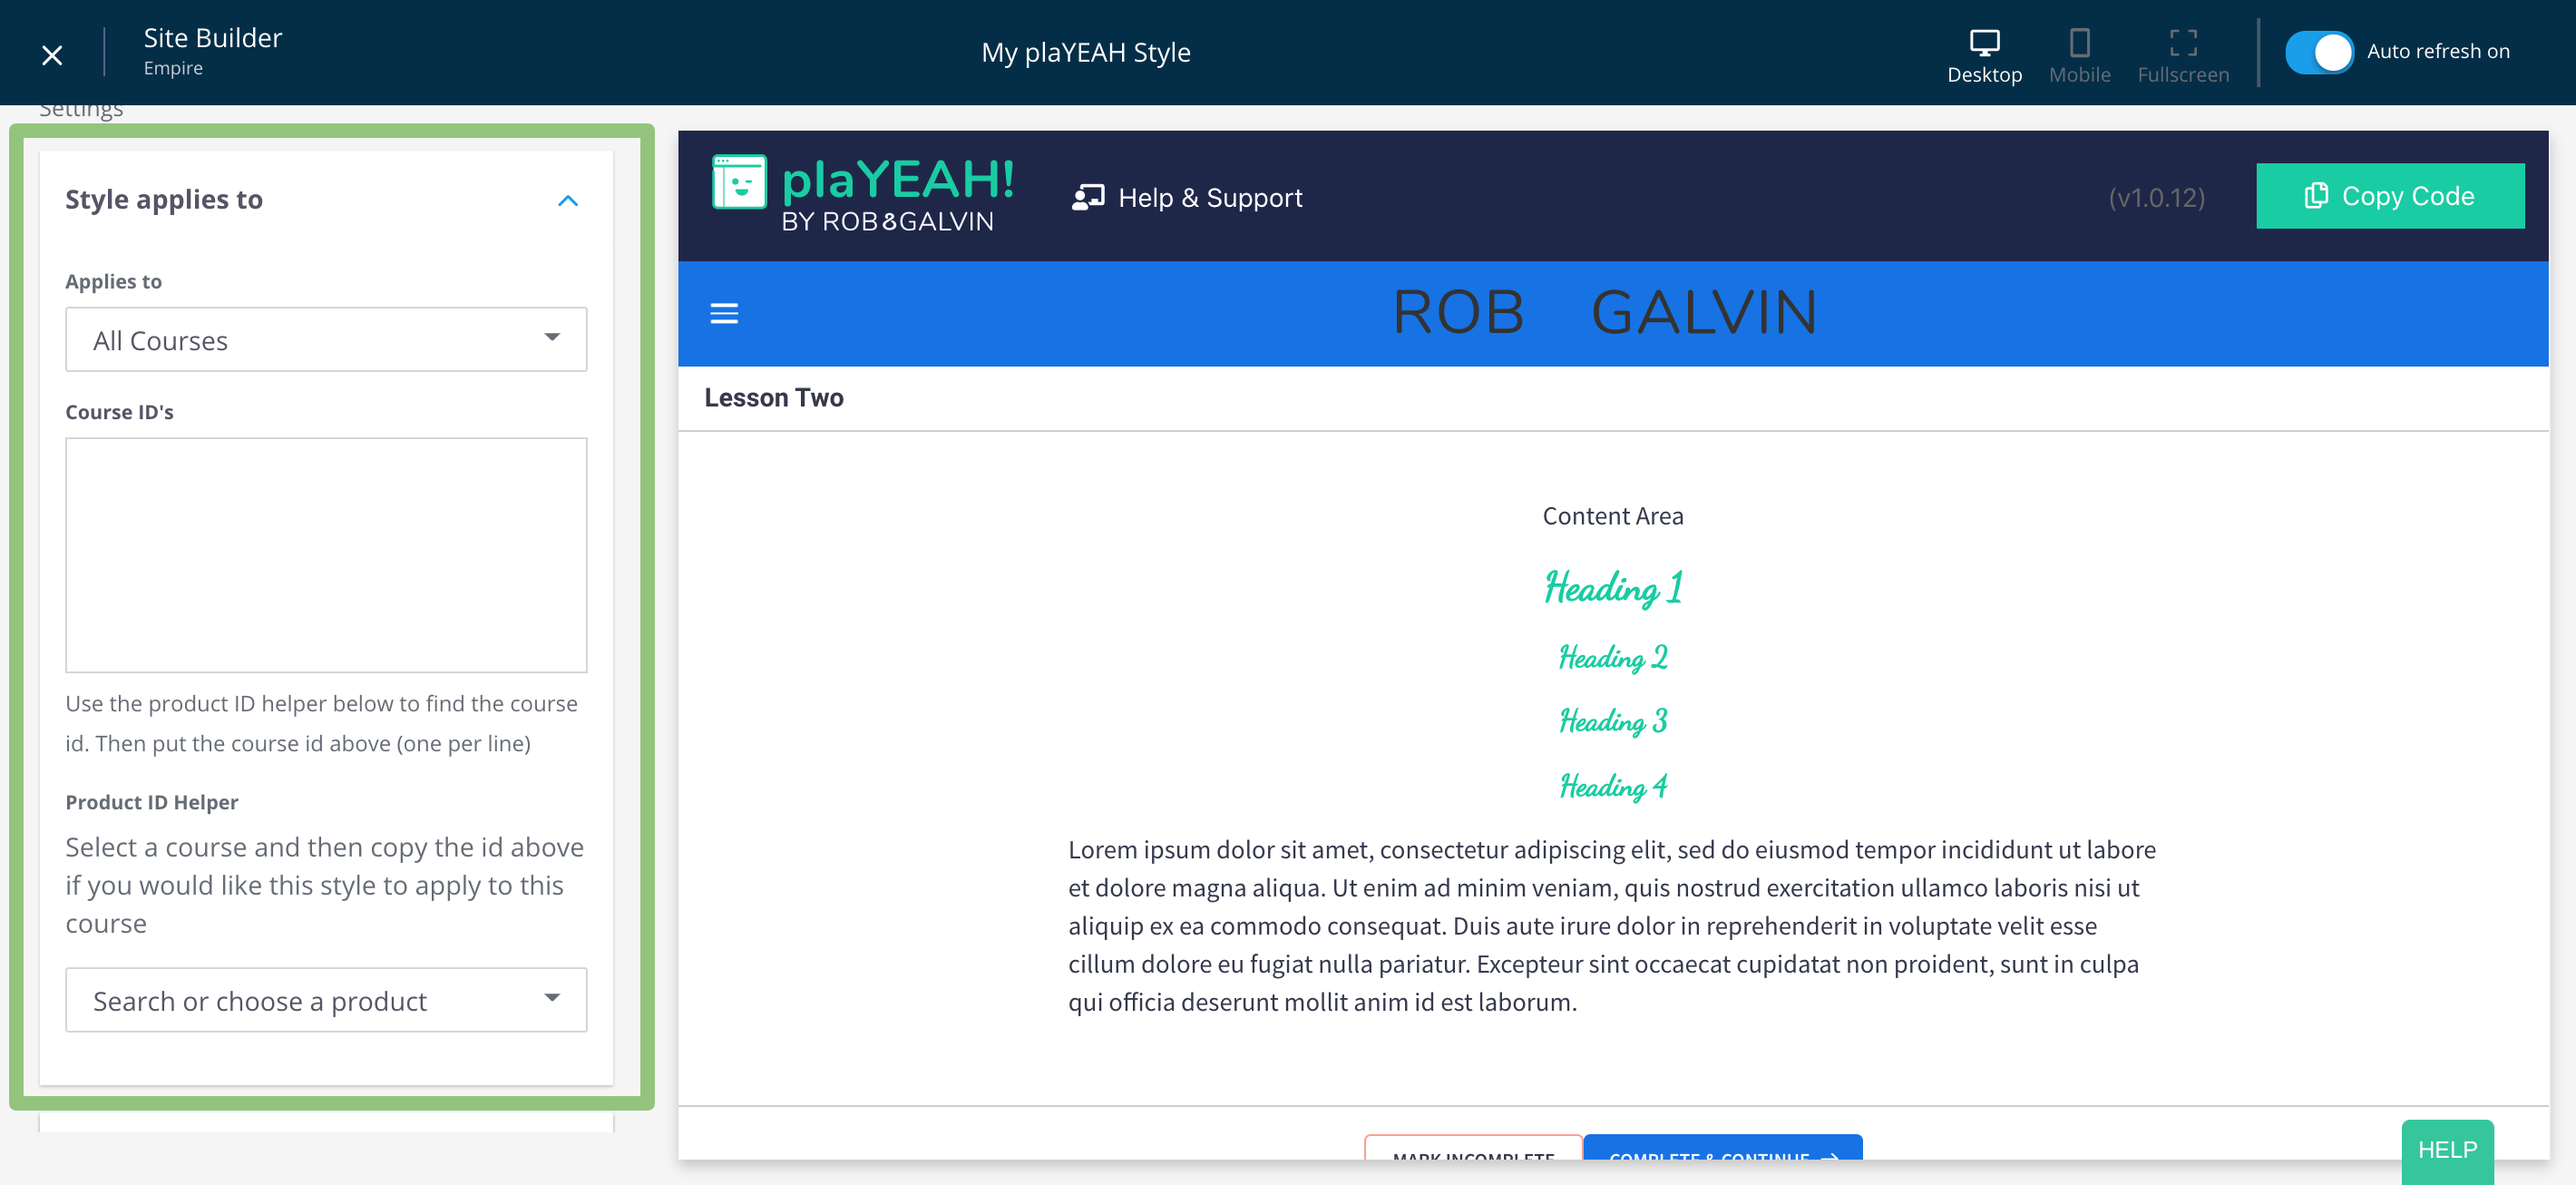 Site Builder
Empire
My plaYEAH Style
Desktop
Mobile
Fullscreen
Auto refresh on
Settings
Style applies to
Applies to
All Courses
Course ID's
Use the product ID helper below to find the course
id. Then put the course id above (one per line)
Product ID Helper
Select a course and then copy the id above
if you would like this style to apply to this
course
Search or choose a product
plaYEAH!
BY ROB&GALVIN
Help & Support
(v1.0.12)
Copy Code
ROB GALVIN
Lesson Two
Content Area
Heading 1
Heading 2
Heading 3
Heading 4
Lorem ipsum dolor sit amet, consectetur adipiscing elit, sed do eiusmod tempor incididunt ut labore
et dolore magna aliqua. Ut enim ad minim veniam, quis nostrud exercitation ullamco laboris nisi ut
aliquip ex ea commodo consequat. Duis aute irure dolor in reprehenderit in voluptate velit esse
cillum dolore eu fugiat nulla pariatur. Excepteur sint occaecat cupidatat non proident, sunt in culpa
qui officia deserunt mollit anim id est laborum.
MARK INCOMPLETE
COMPLETE & CONTINUE →
HELP